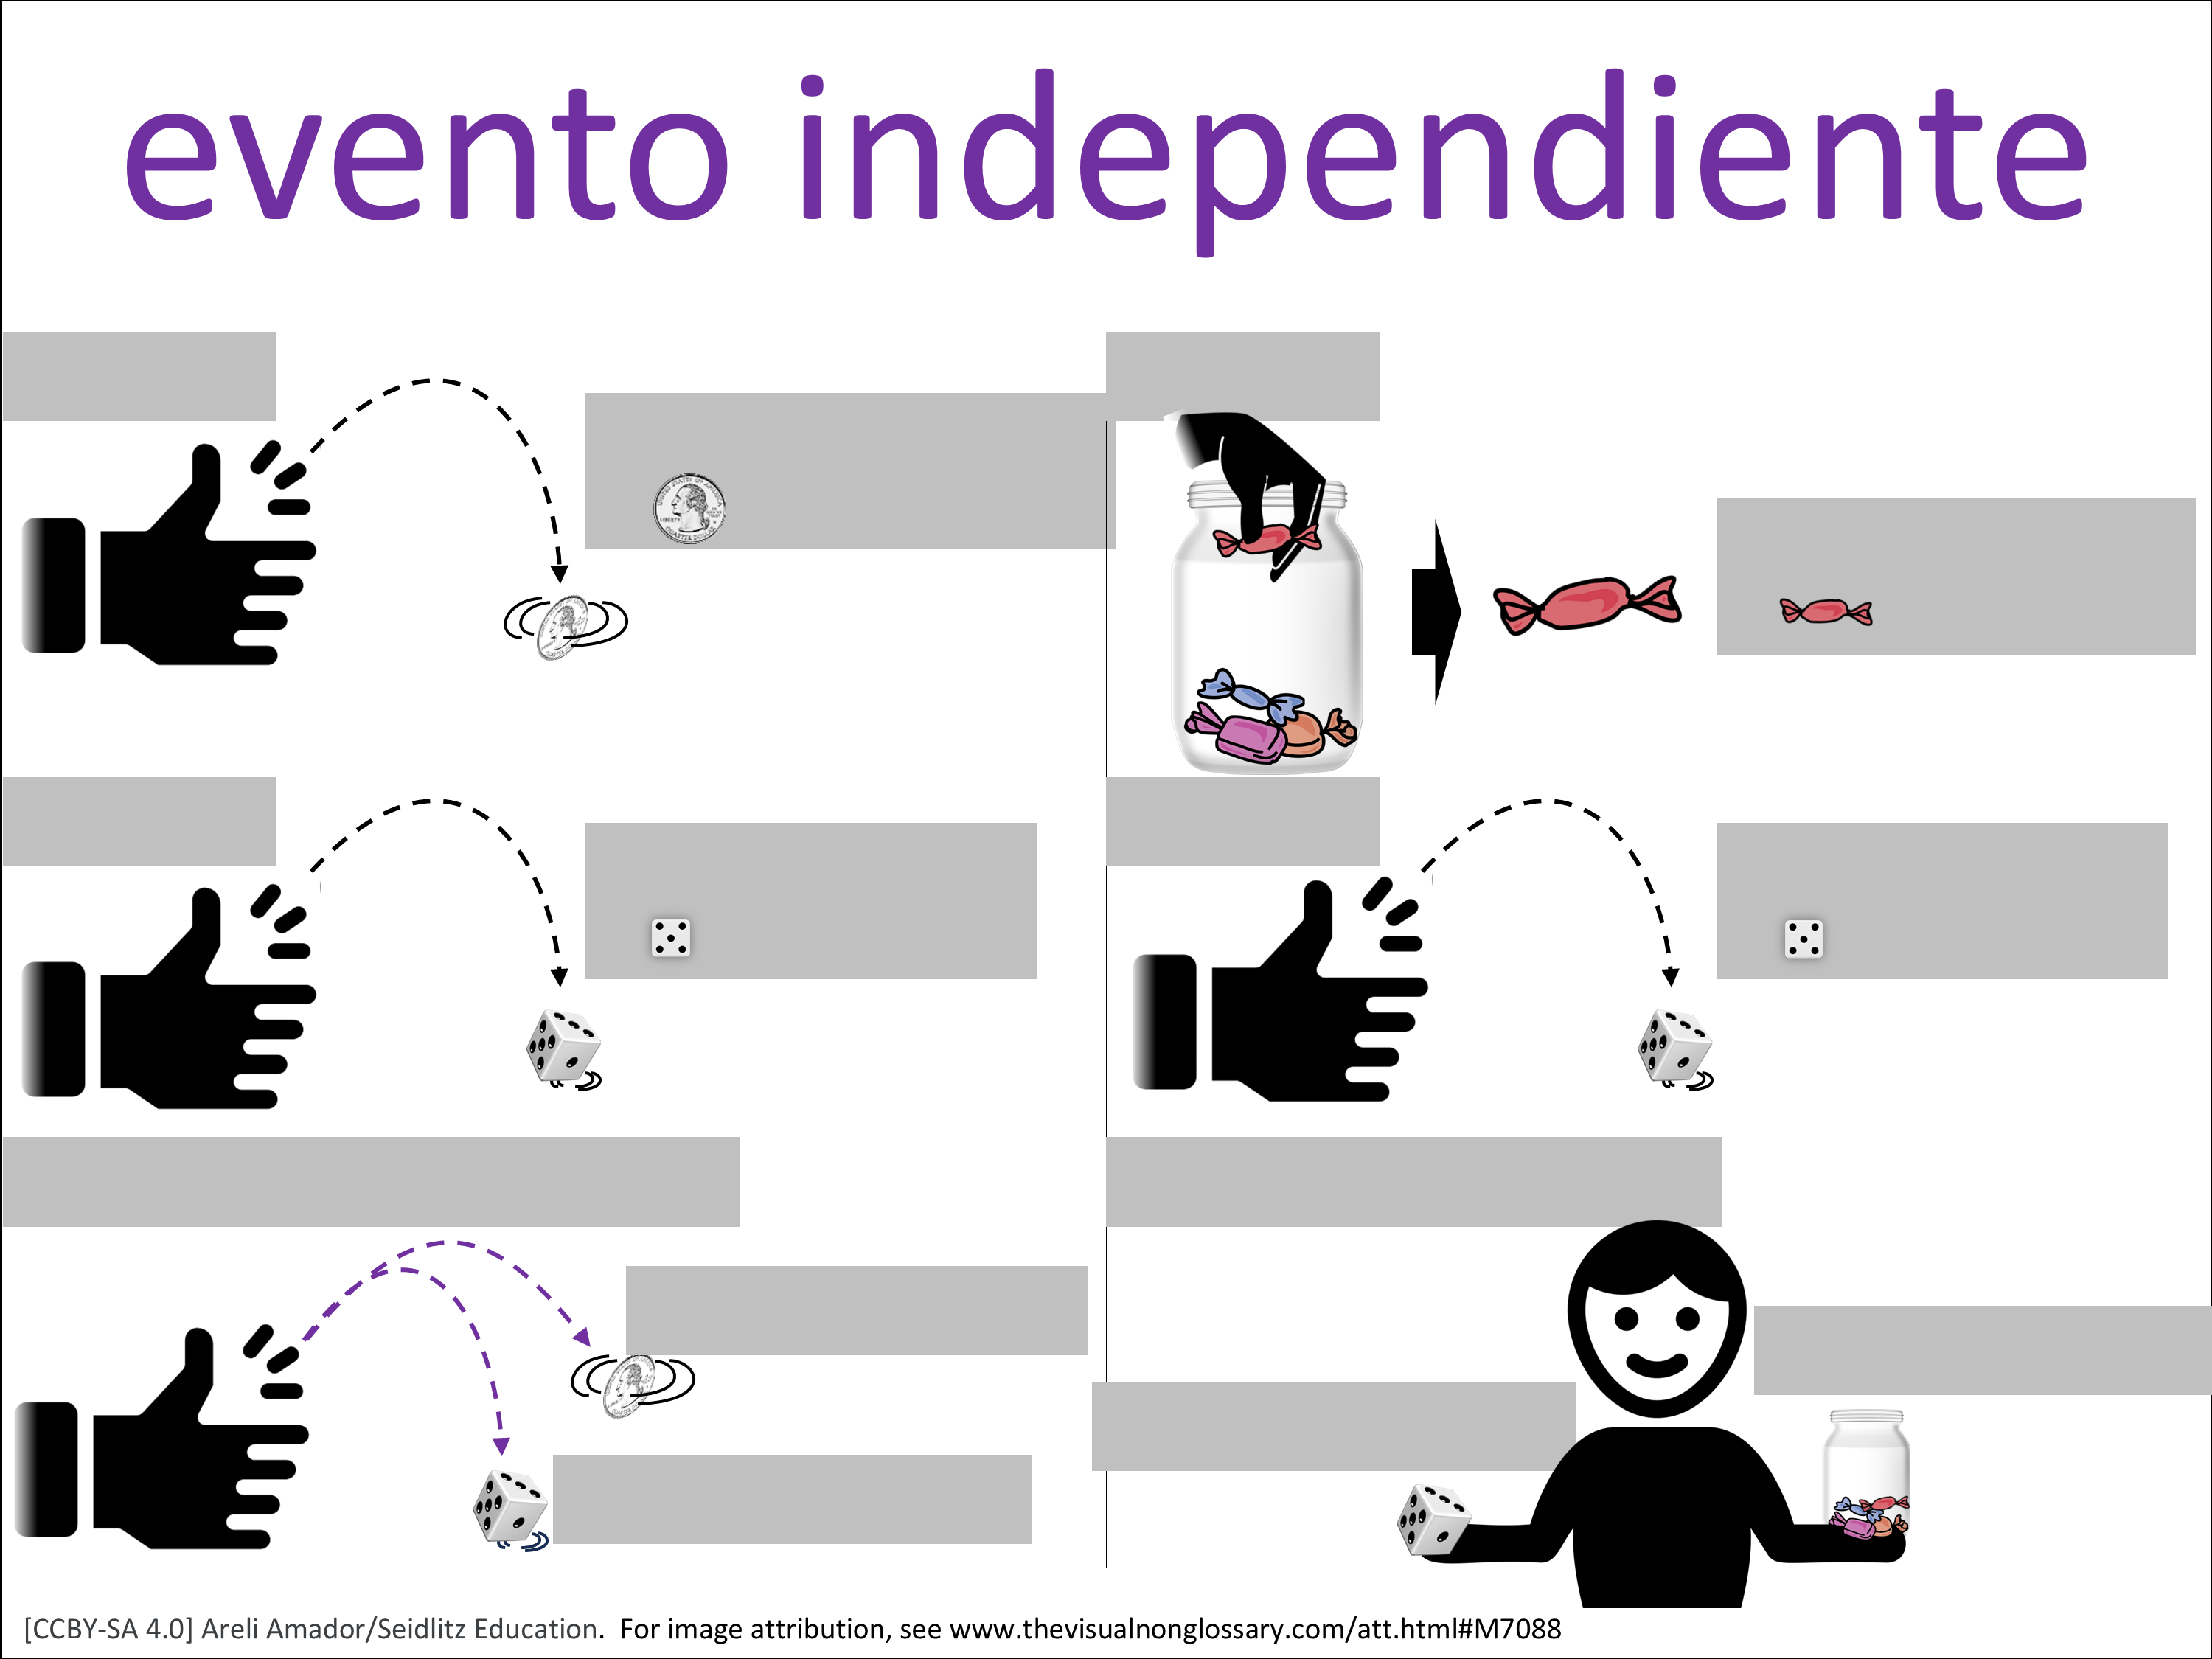 evento independiente
[CCBY-SA 4.0] Areli Amador/Seidlitz Education.  For image attribution, see www.thevisualnonglossary.com/att.html#M7088